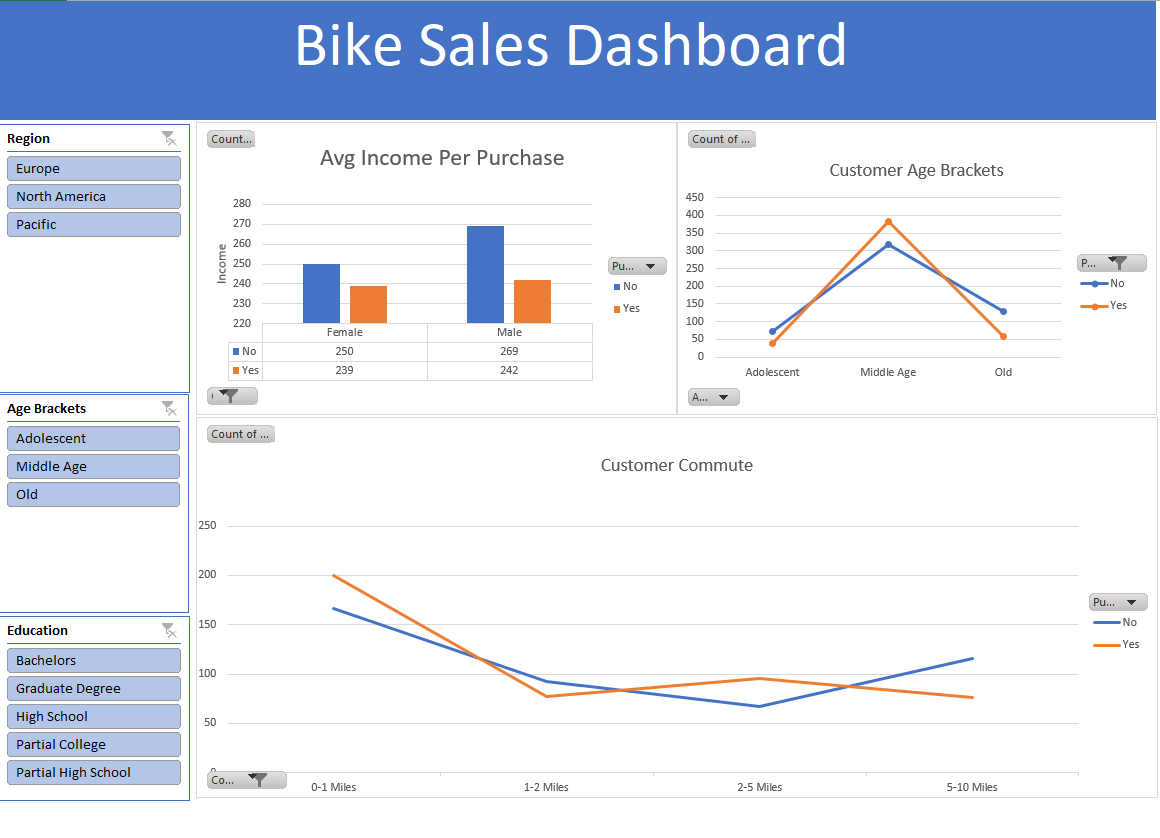 Bike Sales Dashboard
Region
Europe
North America
Pacific
Age Brackets
Adolescent
Middle Age
Old
Education
Bachelors
Graduate Degree
High School
Partial College
Partial High School
Count...
Avg Income Per Purchase
Income
280
270
260
250
240
230
220
Female Male
No 250 269
Yes 239 242
Pu...
No
Yes
Count of ...
Customer Age Brackets
450
400
350
300
250
200
150
100
50
0
Adolescent Middle Age Old
P...
No
Yes
A...
Count of ...
Customer Commute
250
200
150
100
50
0-1 Miles 1-2 Miles 2-5 Miles 5-10 Miles
Co...
Pu...
No
Yes